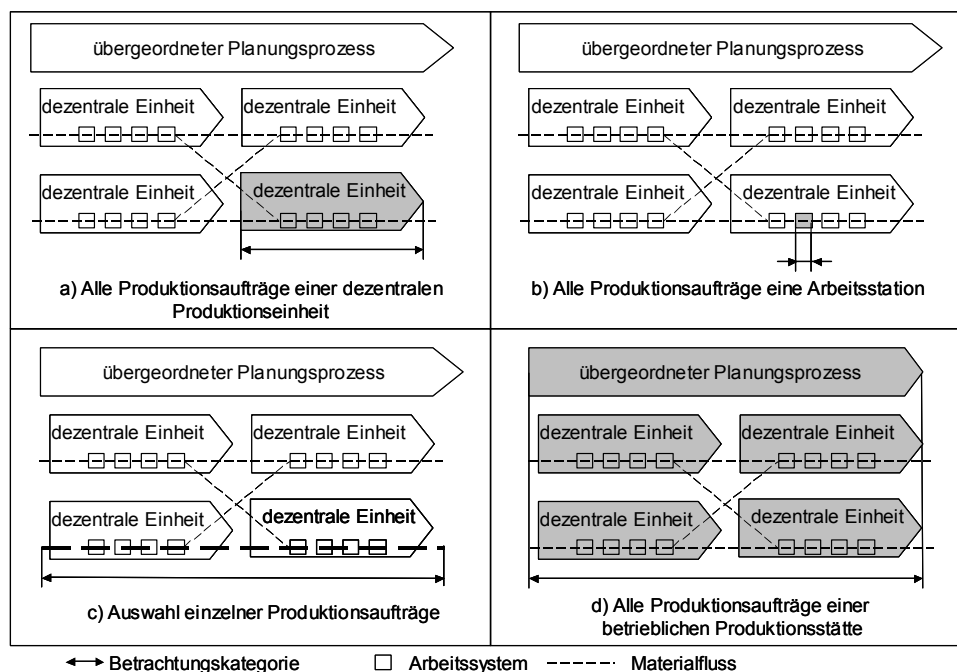 übergeordneter Planungsprozess
dezentrale Einheit
dezentrale Einheit
dezentrale Einheit
dezentrale Einheit
a) Alle Produktionsaufträge einer dezentralen
Produktionseinheit
übergeordneter Planungsprozess
dezentrale Einheit
dezentrale Einheit
dezentrale Einheit
dezentrale Einheit
b) Alle Produktionsaufträge eine Arbeitsstation
übergeordneter Planungsprozess
dezentrale Einheit
dezentrale Einheit
dezentrale Einheit
dezentrale Einheit
c) Auswahl einzelner Produktionsaufträge
übergeordneter Planungsprozess
dezentrale Einheit
dezentrale Einheit
dezentrale Einheit
dezentrale Einheit
d) Alle Produktionsaufträge einer
betrieblichen Produktionsstätte
Betrachtungskategorie Arbeitssystem Materialfluss